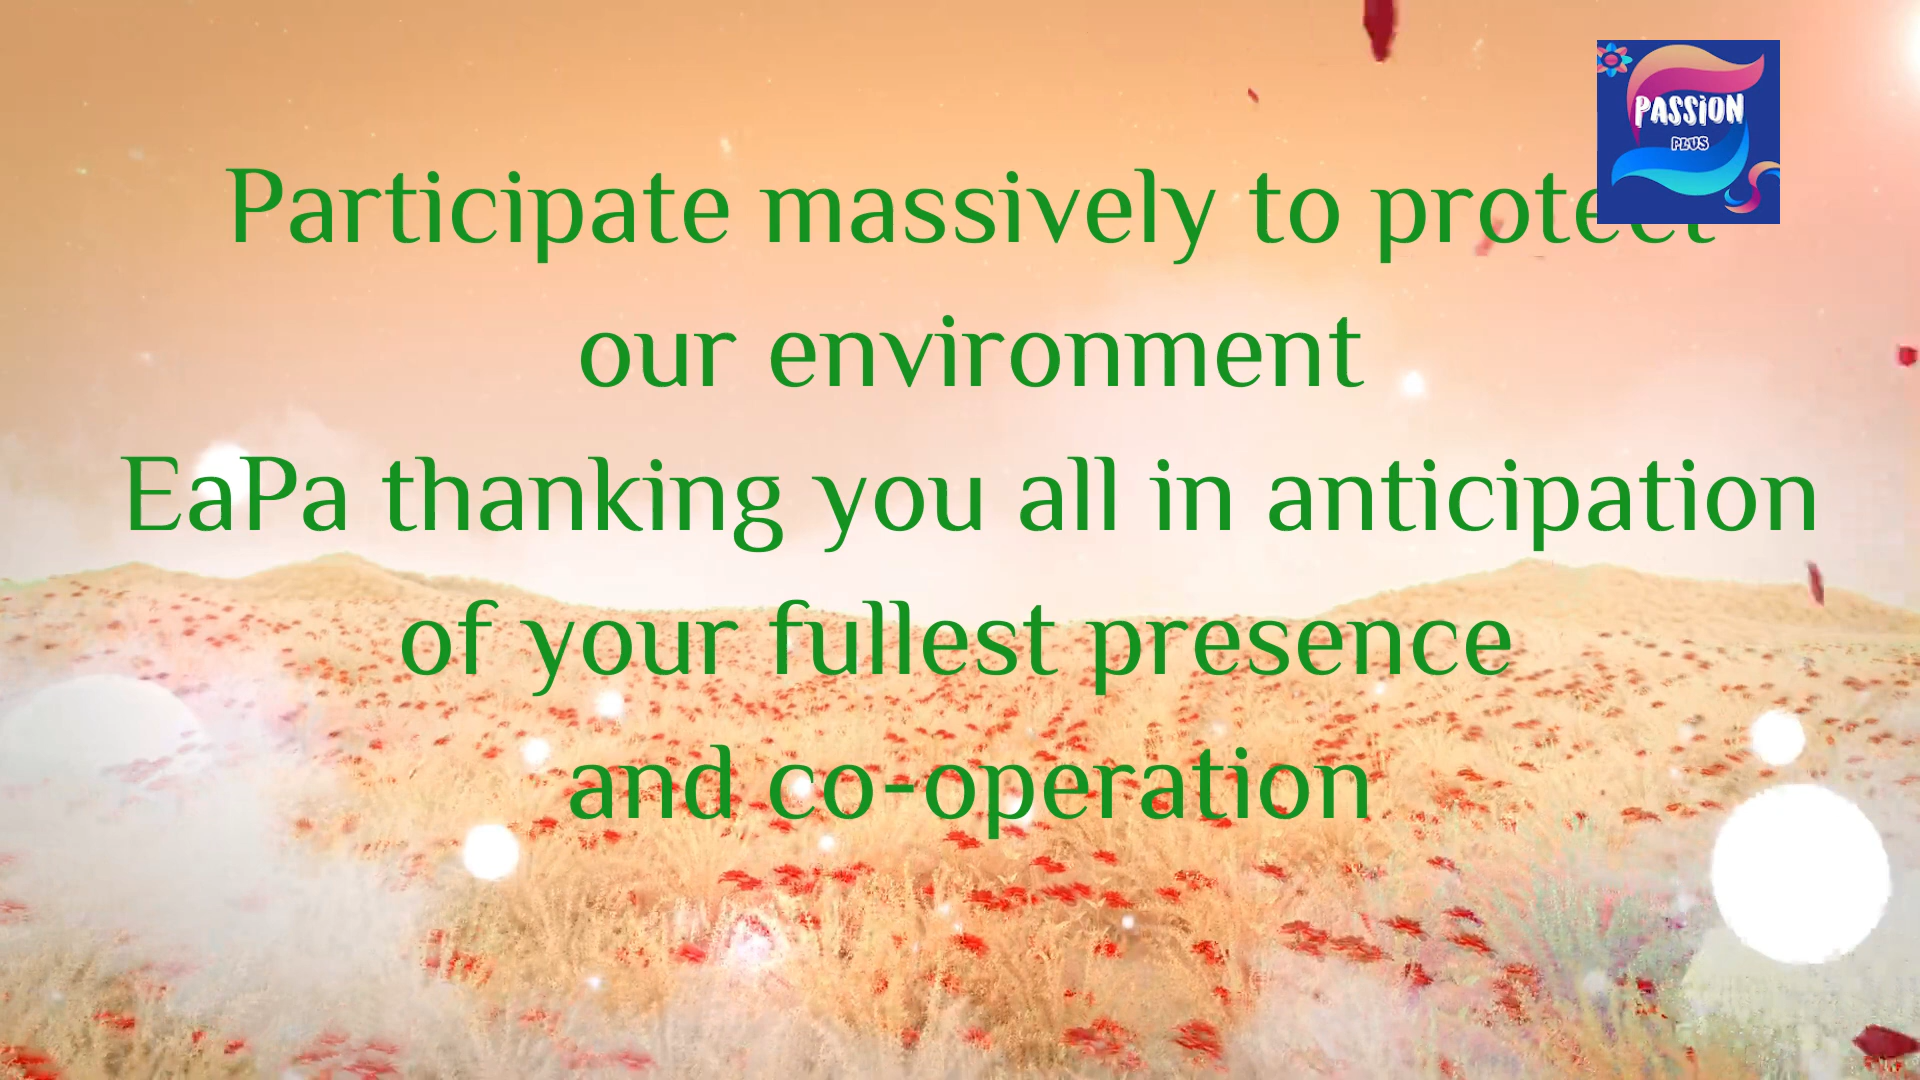 PASSION
PLUS
Participate massively to protect
our environment
EaPa thanking you all in anticipation
of your fullest presence
and co-operation